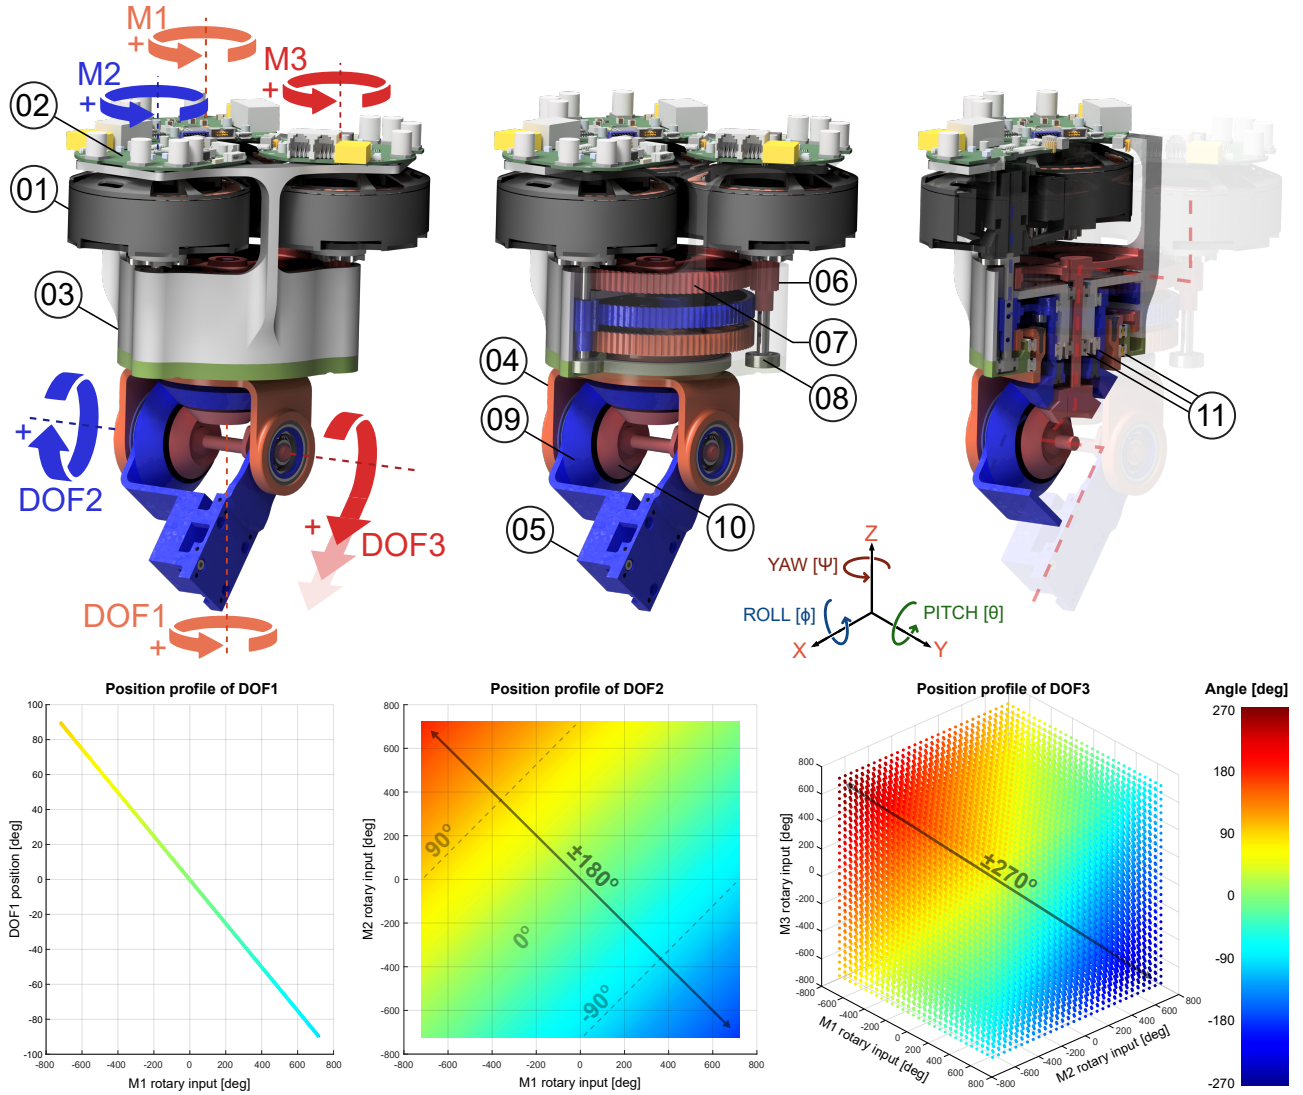 M1
+
M2
+
M3
+
02
01
03
+
DOF2
+
DOF3
DOF1
+
04
09
05
06
07
08
10
11
Z
YAW [Ψ]
ROLL [ϕ]
PITCH [θ]
X
Y
Position profile of DOF1
100
80
60
40
20
0
-20
-40
-60
-80
-100
DOF1 position [deg]
-800 -600 -400 -200 0 200 400 600 800
M1 rotary input [deg]
Position profile of DOF2
800
600
400
200
0
-200
-400
-600
-800
M2 rotary input [deg]
90º
±180º
0º
-90º
-800 -600 -400 -200 0 200 400 600 800
M1 rotary input [deg]
Position profile of DOF3
800
600
400
200
0
-200
-400
-600
-800
M3 rotary input [deg]
±270º
-800
-600
-400
-200
0
200
400
600
800
M1 rotary input [deg]
-800
-600
-400
-200
0
200
400
600
800
M2 rotary input [deg]
Angle [deg]
270
180
90
0
-90
-180
-270